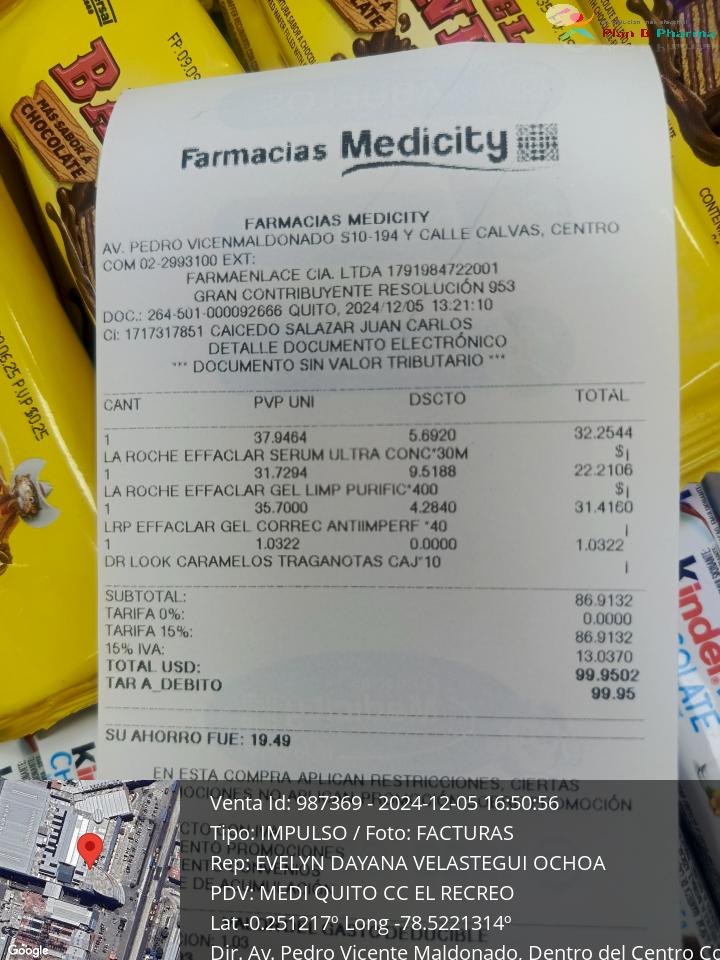 Plan B Pharma
BA
MÁS SABOR A
CHOCOLATE
FP:09.0
Farmacias Medicity
FARMACIAS MEDICITY
AV. PEDRO VICENMALDONADO S10-194 Y CALLE CALVAS, CENTRO
COM 02-2993100 EXT:
FARMAENLACE CIA. LTDA 1791984722001
GRAN CONTRIBUYENTE RESOLUCIÓN 953
DOC.: 264-501-000092666 QUITO, 2024/12/05 13:21:10
Ci: 1717317851 CAICEDO SALAZAR JUAN CARLOS
DETALLE DOCUMENTO ELECTRÓNICO
*** DOCUMENTO SIN VALOR TRIBUTARIO ***
CANT PVP UNI DSCTO TOTAL
1 37.9464 5.6920 32.2544
LA ROCHE EFFACLAR SERUM ULTRA CONC*30M $¡
1 31.7294 9.5188 22.2106
LA ROCHE EFFACLAR GEL LIMP PURIFIC*400 $¡
1 35.7000 4.2840 31.4160
LRP EFFACLAR GEL CORREC ANTIIMPERF *40 ¡
1 1.0322 0.0000 1.0322
DR LOOK CARAMELOS TRAGANOTAS CAJ*10 ¡
SUBTOTAL: 86.9132
TARIFA 0%: 0.0000
TARIFA 15%: 86.9132
15% IVA: 13.0370
TOTAL USD: 99.9502
TAR A_DEBITO 99.95
SU AHORRO FUE: 19.49
EN ESTA COMPRA APLICAN RESTRICCIONES, CIERTAS
Venta Id: 987369 - 2024-12-05 16:50:56
Tipo: IMPULSO / Foto: FACTURAS
Rep: EVELYN DAYANA VELASTEGUI OCHOA
PDV: MEDI QUITO CC EL RECREO
Lat -0.251217º Long -78.5221314º
Dir. Av. Pedro Vicente Maldonado, Dentro del Centro Co
Google
Kinder